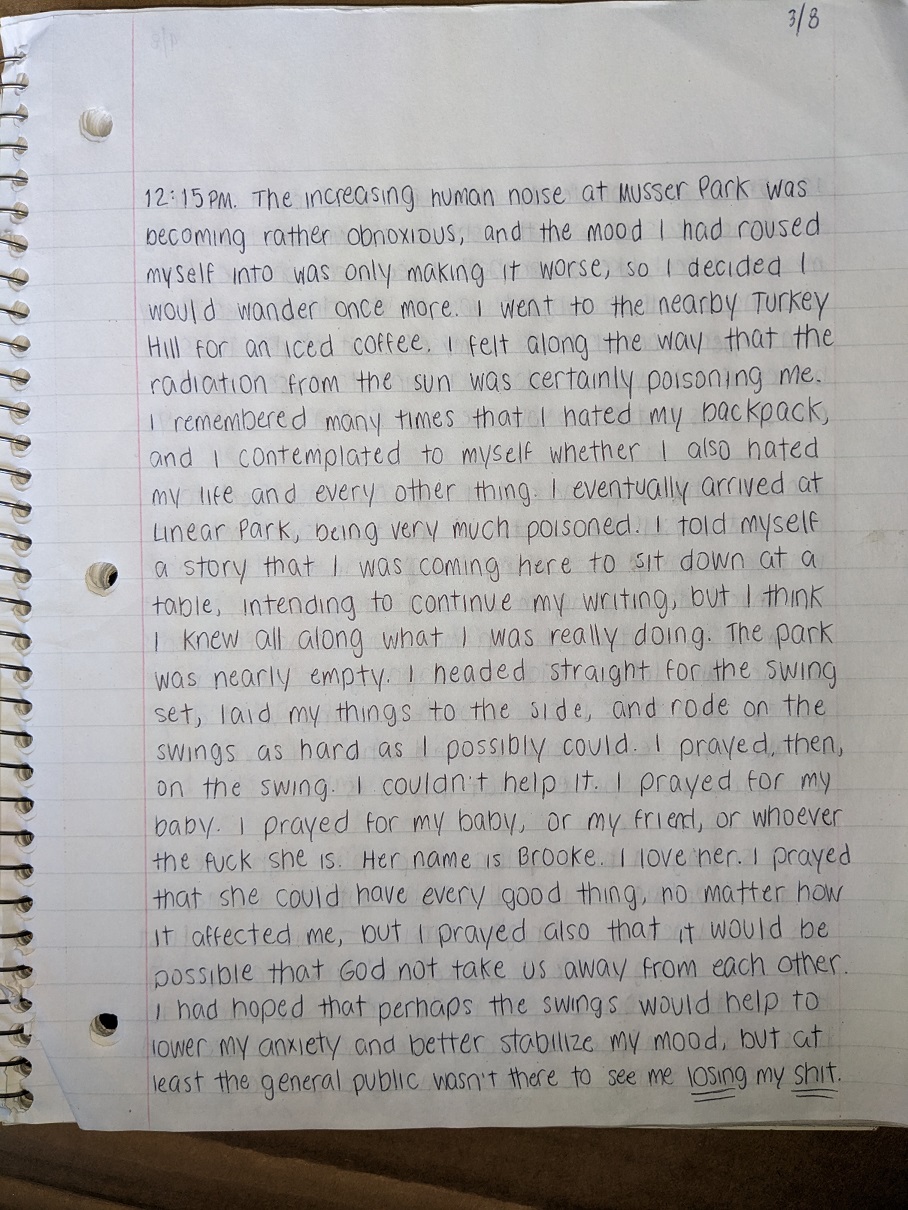 3/8
12:15PM. The increasing human noise at Musser Park was
becoming rather obnoxious, and the mood I had roused
myself into was only making it worse, so I decided I
would wander once more. I went to the nearby Turkey
Hill for an iced coffee. I felt along the way that the
radiation from the sun was certainly poisoning me.
I remembered many times that I hated my backpack,
and I contemplated to myself whether I also hated
my life and every other thing. I eventually arrived at
Linear Park, being very much poisoned. I told myself
a story that I was coming here to sit down at a
table, intending to continue my writing, but I think
I knew all along what I was really doing. The park
was nearly empty. I headed straight for the swing
set, laid my things to the side, and rode on the
swings as hard as I possibly could. I prayed, then,
on the swing. I couldn't help it. I prayed for my
baby. I prayed for my baby, or my friend, or whoever
the fuck she is. Her name is Brooke. I love her. I prayed
that she could have every good thing, no matter how
it affected me, but I prayed also that it would be
possible that God not take us away from each other.
I had hoped that perhaps the swings would help to
lower my anxiety and better stabilize my mood, but at
least the general public wasn't there to see me losing my shit.